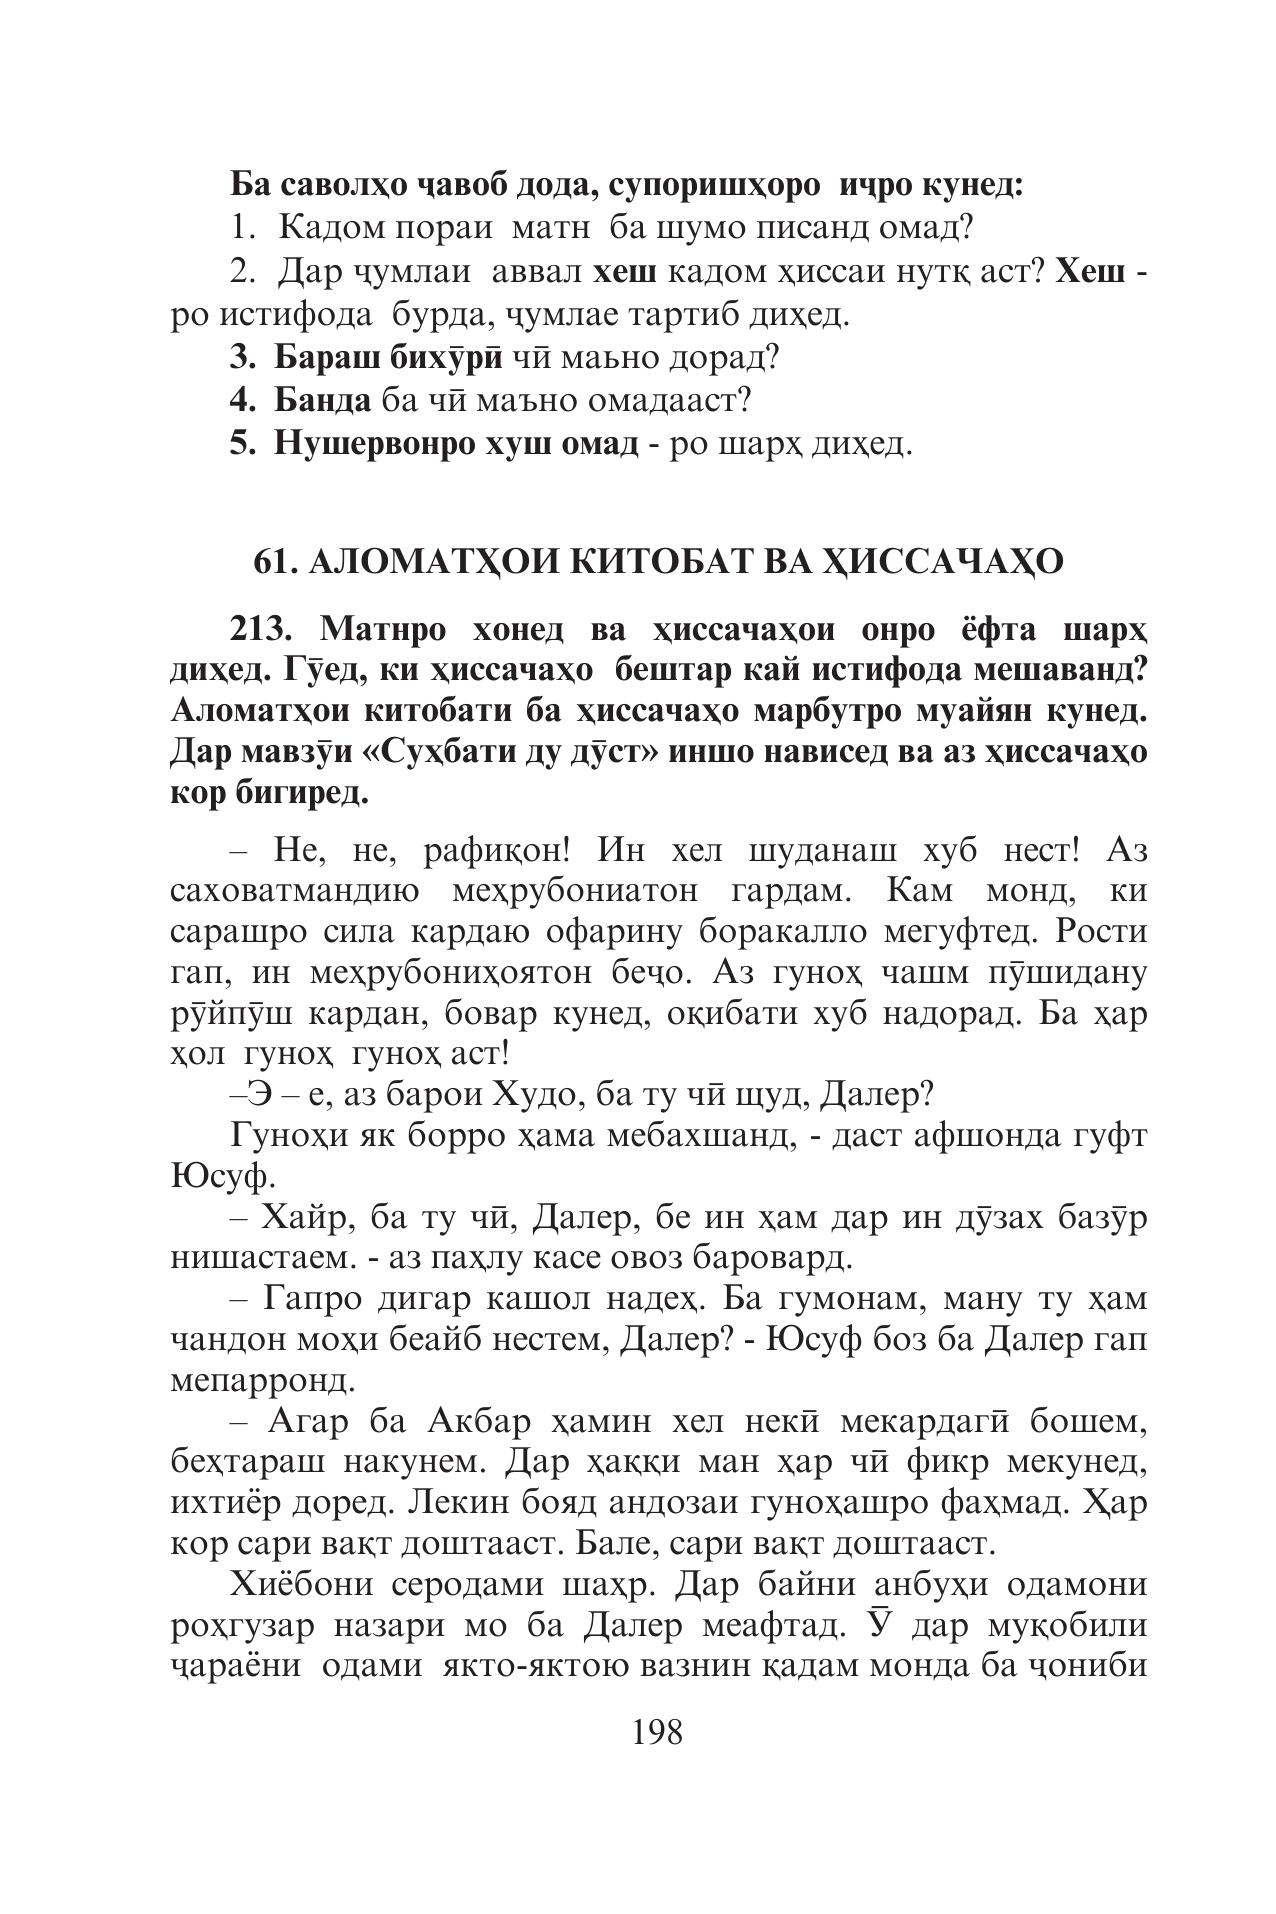 Ба саволҳо ҷавоб дода, супоришҳоро  иҷро кунед:
1.  Кадом пораи  матн  ба шумо писанд омад?
2.  Дар ҷумлаи  аввал хеш кадом ҳиссаи нутқ аст? Хеш -
ро истифода  бурда, ҷумлае тартиб диҳед.
3.  Бараш бихӯрӣ чӣ маьно дорад?
4.  Банда ба чӣ маъно омадааст?
5.  Нушервонро хуш омад - ро шарҳ диҳед.
61. АЛОМАТҲОИ КИТОБАТ ВА ҲИССАЧАҲО
213. Матнро хонед ва ҳиссачаҳои онро ёфта шарҳ
диҳед. Гӯед, ки ҳиссачаҳо  бештар кай истифода мешаванд?
Аломатҳои китобати ба ҳиссачаҳо марбутро муайян кунед.
Дар мавзӯи «Суҳбати ду дӯст» иншо нависед ва аз ҳиссачаҳо
кор бигиред.
– Не, не, рафиқон! Ин хел шуданаш хуб нест! Аз
саховатмандию меҳрубониатон гардам. Кам монд, ки
сарашро сила кардаю офарину боракалло мегуфтед. Рости
гап, ин меҳрубониҳоятон беҷо. Аз гуноҳ чашм пӯшидану
рӯйпӯш кардан, бовар кунед, оқибати хуб надорад. Ба ҳар
ҳол  гуноҳ  гуноҳ аст!
–Э – е, аз барои Худо, ба ту чӣ щуд, Далер?
Гуноҳи як борро ҳама мебахшанд, - даст афшонда гуфт
Юсуф.
– Хайр, ба ту чӣ, Далер, бе ин ҳам дар ин дӯзах базӯр
нишастаем. - аз паҳлу касе овоз баровард.
– Гапро дигар кашол надеҳ. Ба гумонам, ману ту ҳам
чандон моҳи беайб нестем, Далер? - Юсуф боз ба Далер гап
мепарронд.
– Агар ба Акбар ҳамин хел некӣ мекардагӣ бошем,
беҳтараш накунем. Дар ҳаққи ман ҳар чӣ фикр мекунед,
ихтиёр доред. Лекин бояд андозаи гуноҳашро фаҳмад. Ҳар
кор сари вақт доштааст. Бале, сари вақт доштааст.
Хиёбони серодами шаҳр. Дар байни анбуҳи одамони
роҳгузар назари мо ба Далер меафтад. Ӯ дар муқобили
ҷараёни  одами  якто-яктою вазнин қадам монда ба ҷониби
198